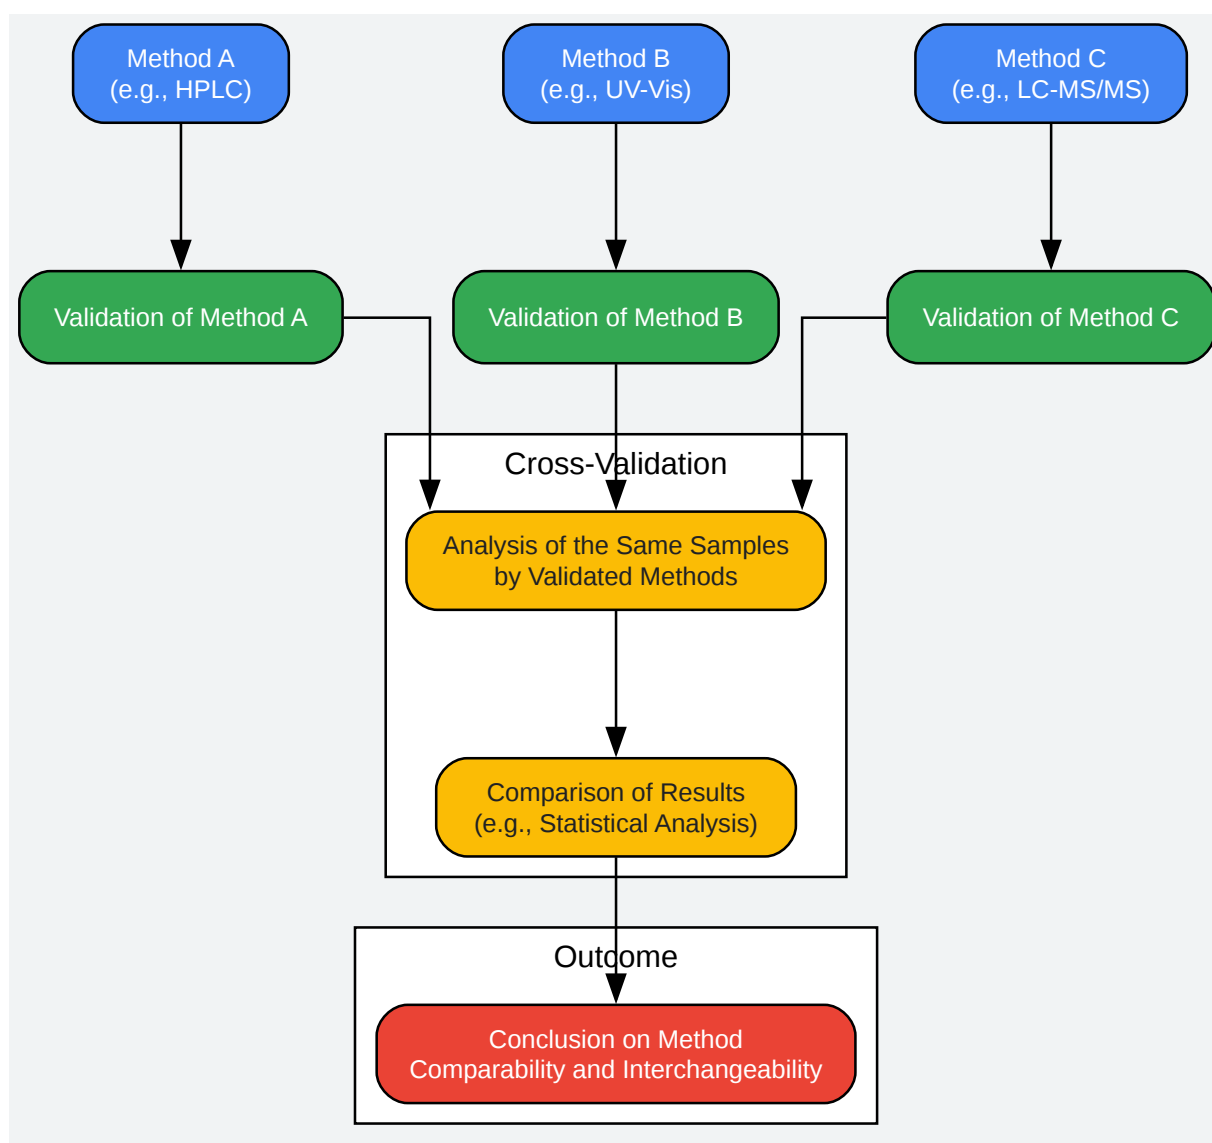 Method A
(e.g., HPLC)
Method B
(e.g., UV-Vis)
Method C
(e.g., LC-MS/MS)
Validation of Method A
Validation of Method B
Validation of Method C
Cross-Validation
Analysis of the Same Samples
by Validated Methods
Comparison of Results
(e.g., Statistical Analysis)
Outcome
Conclusion on Method
Comparability and Interchangeability